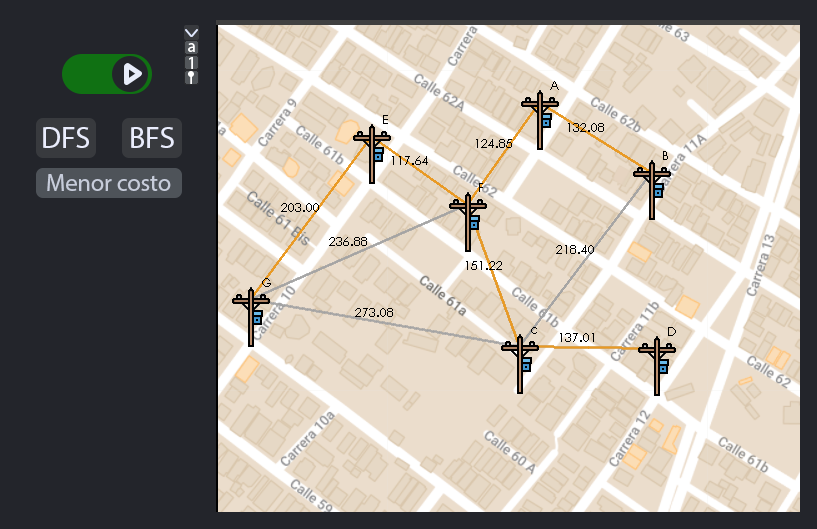 a
1
DFS
BFS
Menor costo
Carrera
63
Calle 62A
Calle 62b
Carrera 9
Calle 61b
Carrera 11A
1a
Calle 62
Calle 61 Bis
Carrera 13
Carrera 10
Calle 61a
Calle 61b
Carrera 11b
Calle 62
Carrera 10a
Carrera 12
Calle 60 A
Calle 61b
Calle 59
A
B
C
D
E
F
G
132.08
124.85
117.64
203.00
236.88
151.22
218.40
273.08
137.01